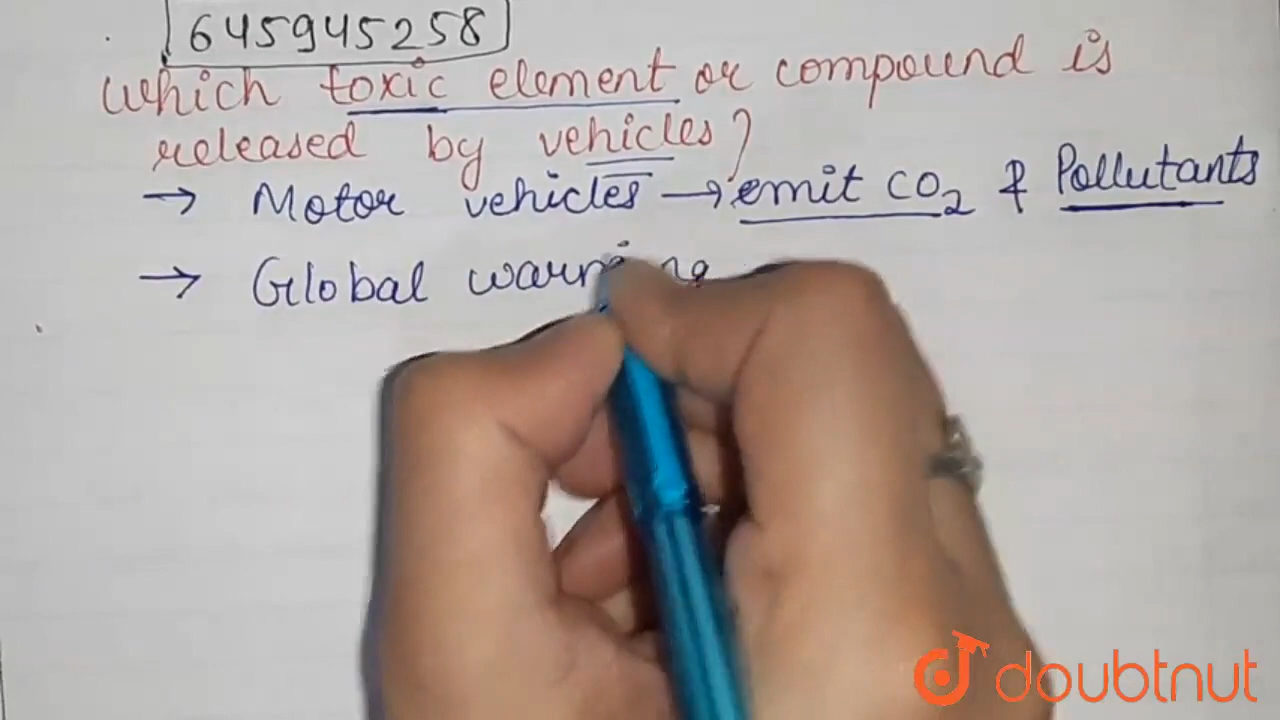 645945258
which toxic element or compound is
released by vehicles?
→ Motor vehicles → emit CO₂ & Pollutants
→ Global
doubtnut